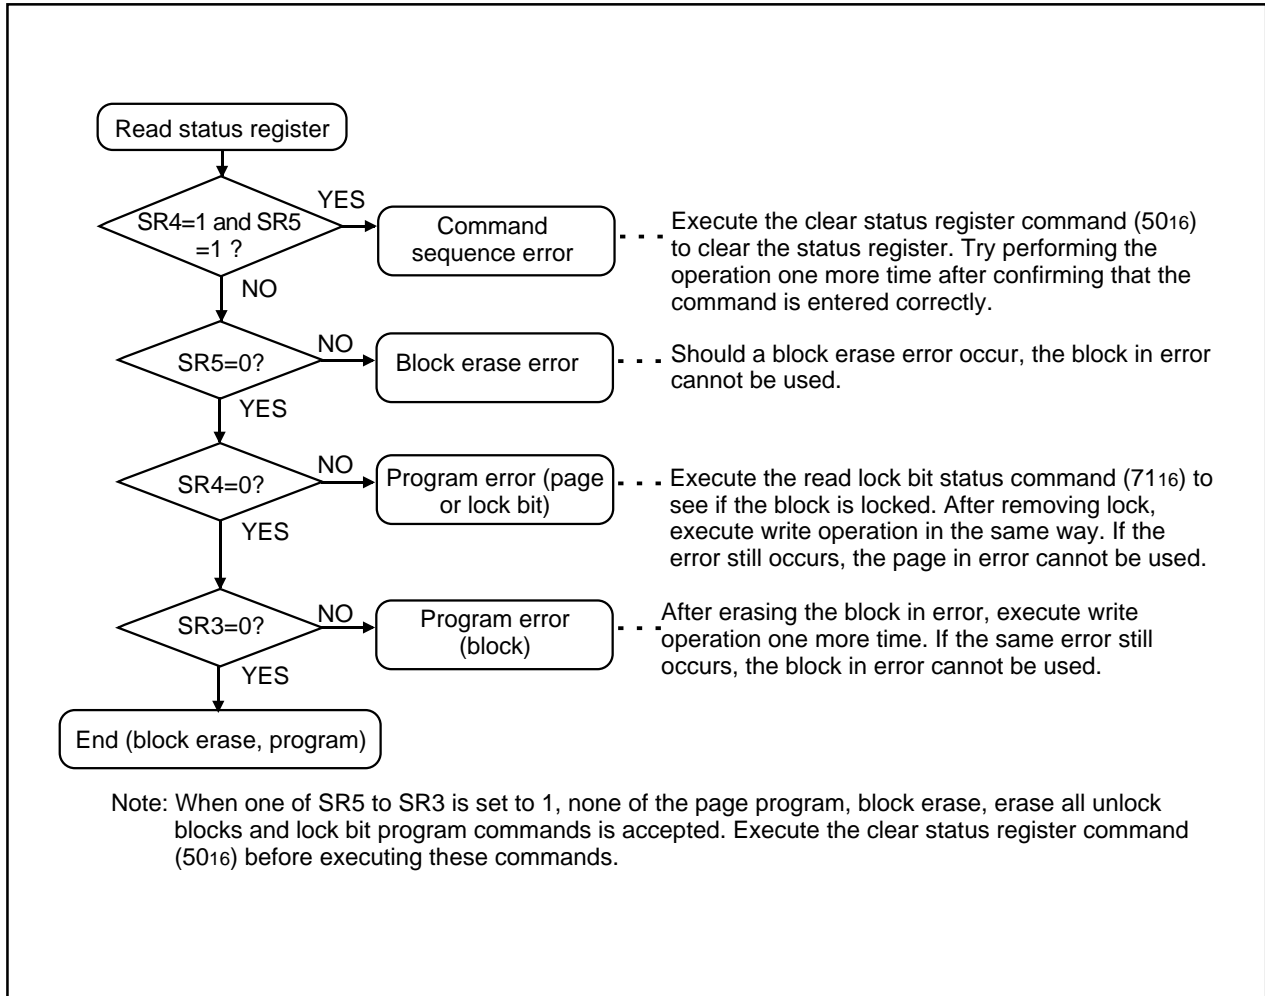 Read status register
SR4=1 and SR5
=1 ?
YES
Command
sequence error
Execute the clear status register command (5016)
to clear the status register. Try performing the
operation one more time after confirming that the
command is entered correctly.
NO
SR5=0?
NO
Block erase error
Should a block erase error occur, the block in error
cannot be used.
YES
SR4=0?
NO
Program error (page
or lock bit)
Execute the read lock bit status command (7116) to
see if the block is locked. After removing lock,
execute write operation in the same way. If the
error still occurs, the page in error cannot be used.
YES
SR3=0?
NO
Program error
(block)
After erasing the block in error, execute write
operation one more time. If the same error still
occurs, the block in error cannot be used.
YES
End (block erase, program)
Note: When one of SR5 to SR3 is set to 1, none of the page program, block erase, erase all unlock
blocks and lock bit program commands is accepted. Execute the clear status register command
(5016) before executing these commands.